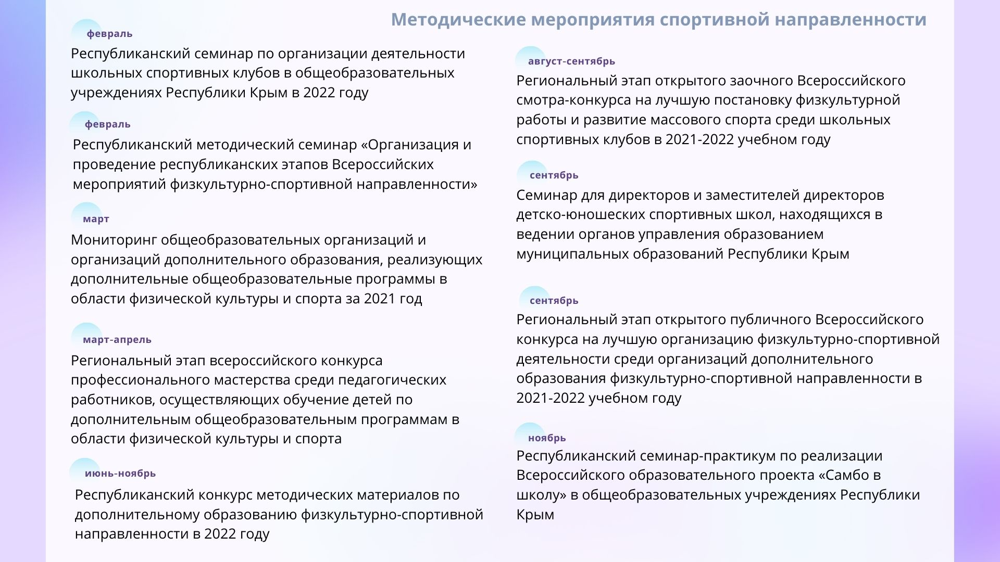 Методические мероприятия спортивной направленности
февраль
Республиканский семинар по организации деятельности
школьных спортивных клубов в общеобразовательных
учреждениях Республики Крым в 2022 году
февраль
Республиканский методический семинар «Организация и
проведение республиканских этапов Всероссийских
мероприятий физкультурно-спортивной направленности»
март
Мониторинг общеобразовательных организаций и
организаций дополнительного образования, реализующих
дополнительные общеобразовательные программы в
области физической культуры и спорта за 2021 год
март-апрель
Региональный этап всероссийского конкурса
профессионального мастерства среди педагогических
работников, осуществляющих обучение детей по
дополнительным общеобразовательным программам в
области физической культуры и спорта
июнь-ноябрь
Республиканский конкурс методических материалов по
дополнительному образованию физкультурно-спортивной
направленности в 2022 году
август-сентябрь
Региональный этап открытого заочного Всероссийского
смотра-конкурса на лучшую постановку физкультурной
работы и развитие массового спорта среди школьных
спортивных клубов в 2021-2022 учебном году
сентябрь
Семинар для директоров и заместителей директоров
детско-юношеских спортивных школ, находящихся в
ведении органов управления образованием
муниципальных образований Республики Крым
сентябрь
Региональный этап открытого публичного Всероссийского
конкурса на лучшую организацию физкультурно-спортивной
деятельности среди организаций дополнительного
образования физкультурно-спортивной направленности в
2021-2022 учебном году
ноябрь
Республиканский семинар-практикум по реализации
Всероссийского образовательного проекта «Самбо в
школу» в общеобразовательных учреждениях Республики
Крым